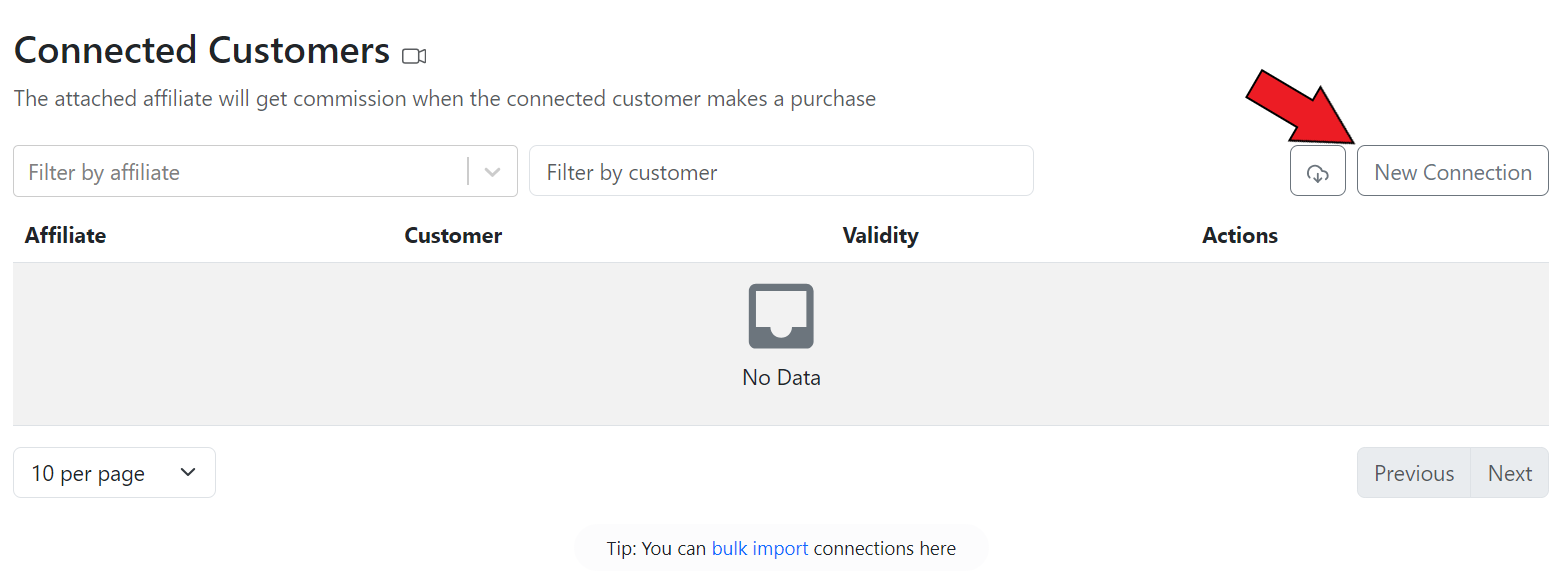 Connected Customers
The attached affiliate will get commission when the connected customer makes a purchase
Filter by affiliate
Filter by customer
New Connection
Affiliate Customer Validity Actions
No Data
10 per page
Previous Next
Tip: You can bulk import connections here